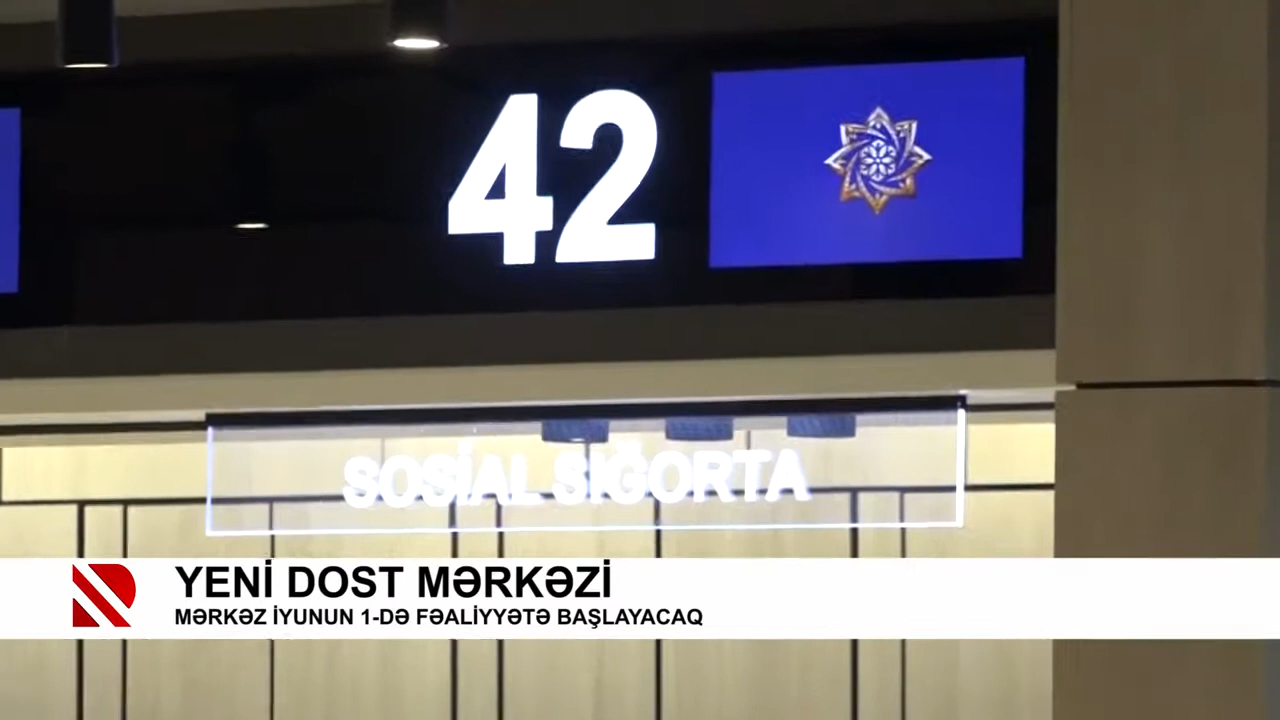 42
SOSİAL SIĞORTA
YENİ DOST MƏRKƏZİ
MƏRKƏZ İYUNUN 1-DƏ FƏALİYYƏTƏ BAŞLAYACAQ